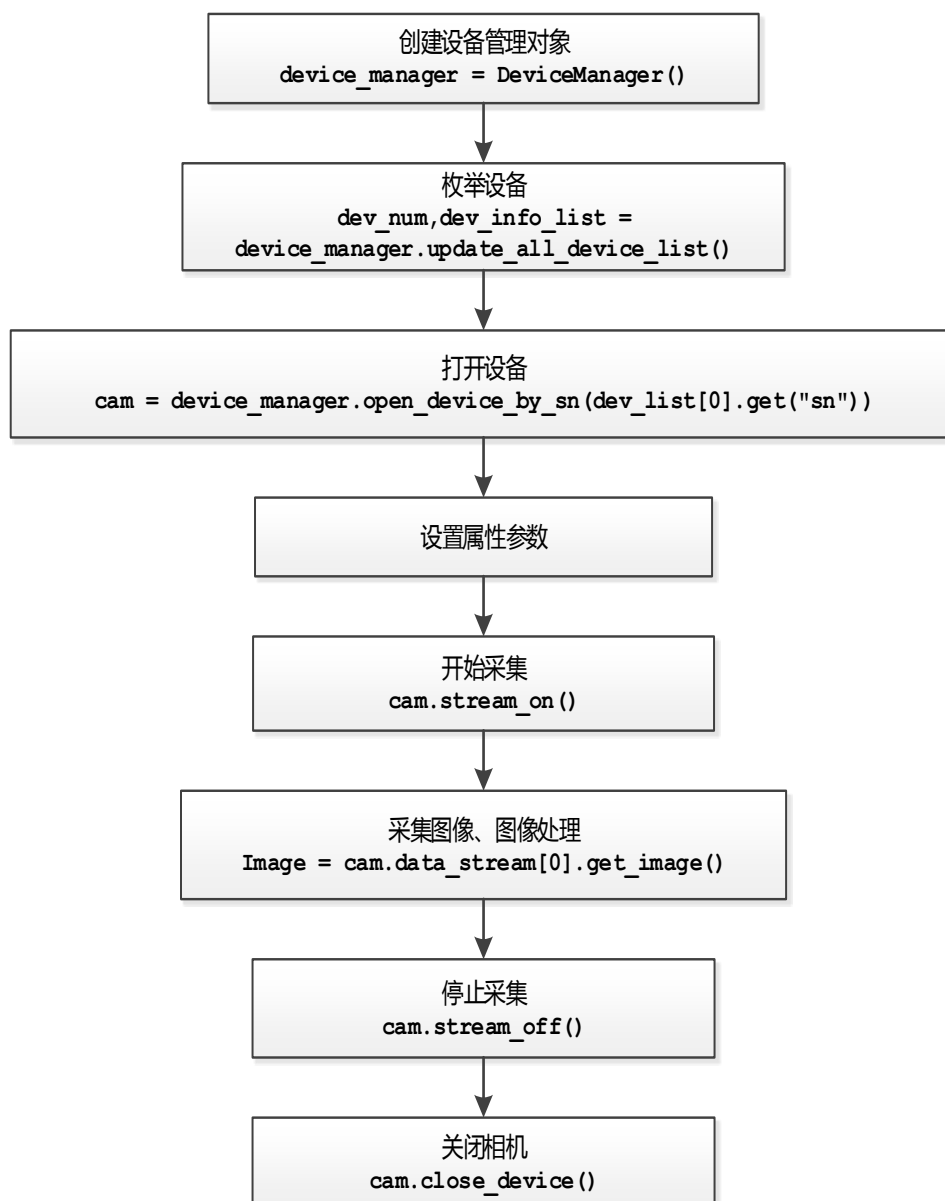 创建设备管理对象
device_manager = DeviceManager()
枚举设备
dev_num,dev_info_list =
device_manager.update_all_device_list()
打开设备
cam = device_manager.open_device_by_sn(dev_list[0].get("sn"))
设置属性参数
开始采集
cam.stream_on()
采集图像、图像处理
Image = cam.data_stream[0].get_image()
停止采集
cam.stream_off()
关闭相机
cam.close_device()